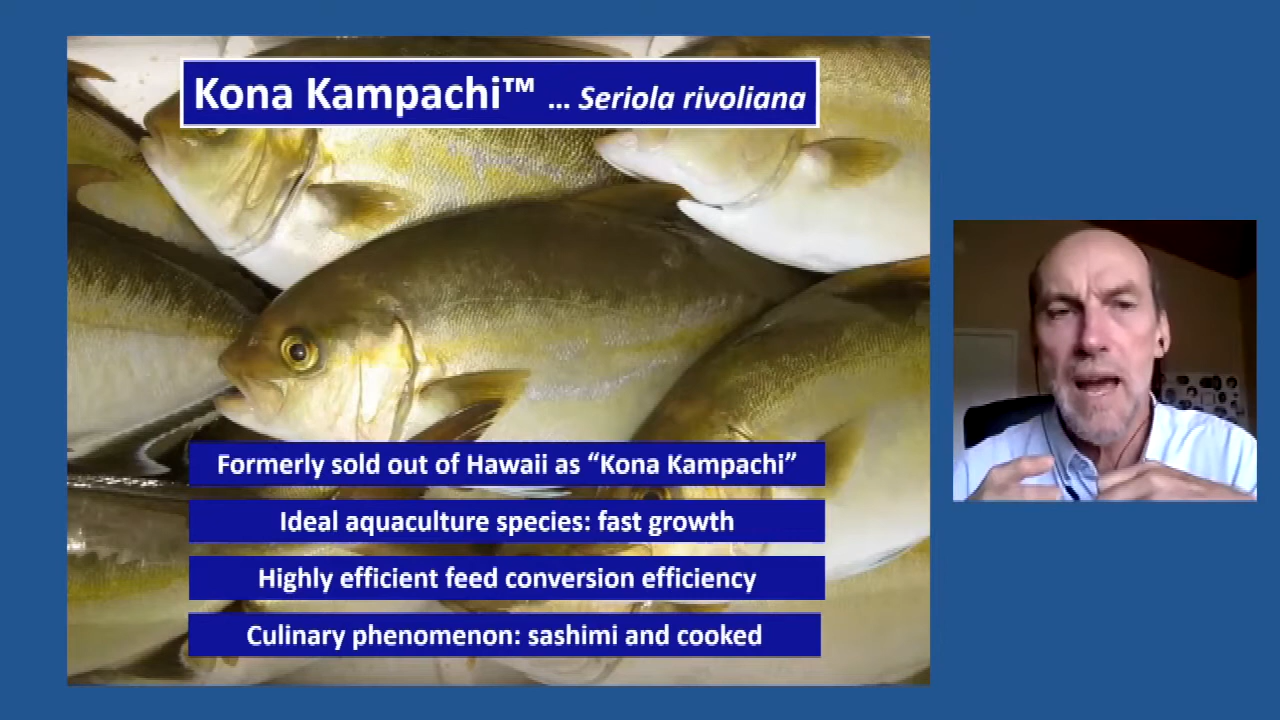 Kona Kampachi™ ... Seriola rivoliana
Formerly sold out of Hawaii as “Kona Kampachi”
Ideal aquaculture species: fast growth
Highly efficient feed conversion efficiency
Culinary phenomenon: sashimi and cooked